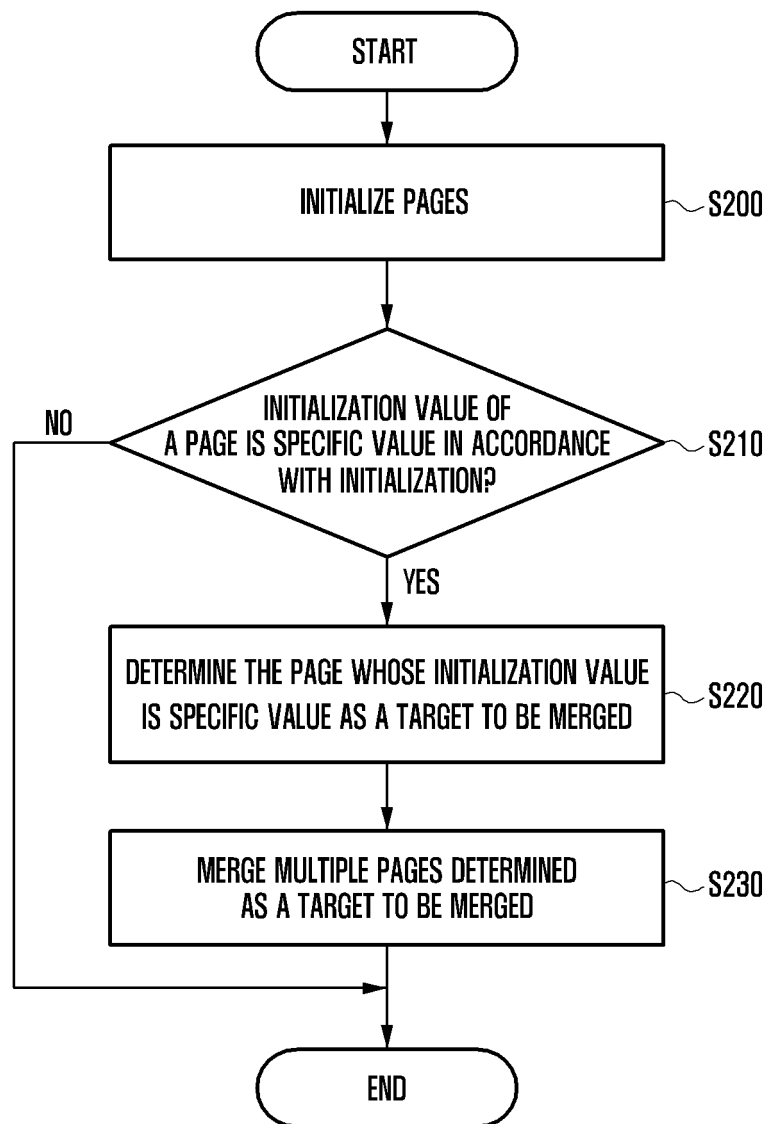 START
INITIALIZE PAGES
S200
INITIALIZATION VALUE OF
A PAGE IS SPECIFIC VALUE IN ACCORDANCE
WITH INITIALIZATION?
S210
NO
YES
DETERMINE THE PAGE WHOSE INITIALIZATION VALUE
IS SPECIFIC VALUE AS A TARGET TO BE MERGED
S220
MERGE MULTIPLE PAGES DETERMINED
AS A TARGET TO BE MERGED
S230
END